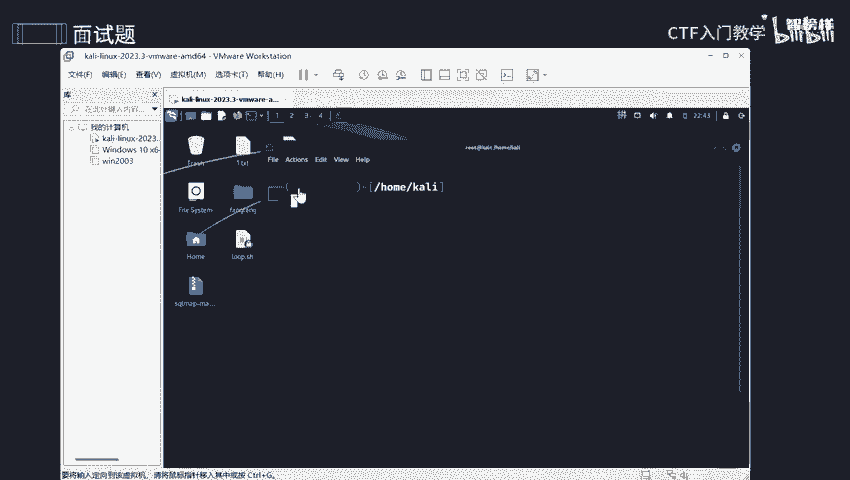 面试题
CTF入门教学
bilibili
kali-linux-2023.3-vmware-amd64 - VMware Workstation
文件(F) 编辑(E) 查看(V) 虚拟机(M) 选项卡(T) 帮助(H)
库
在此处键入内容...
我的计算机
kali-linux-2023.
Windows 10 x6-
win2003
kali-linux-2023.3-vmware-a...
1 2 3 4
22:43
Trash
1.txt
File System
Home
loop.sh
sqlmap-ma...
root@kali: /home/kali
File Actions Edit View Help
[/home/kali]
要将输入定向到该虚拟机，请将鼠标指针移入其中或按 Ctrl+G。